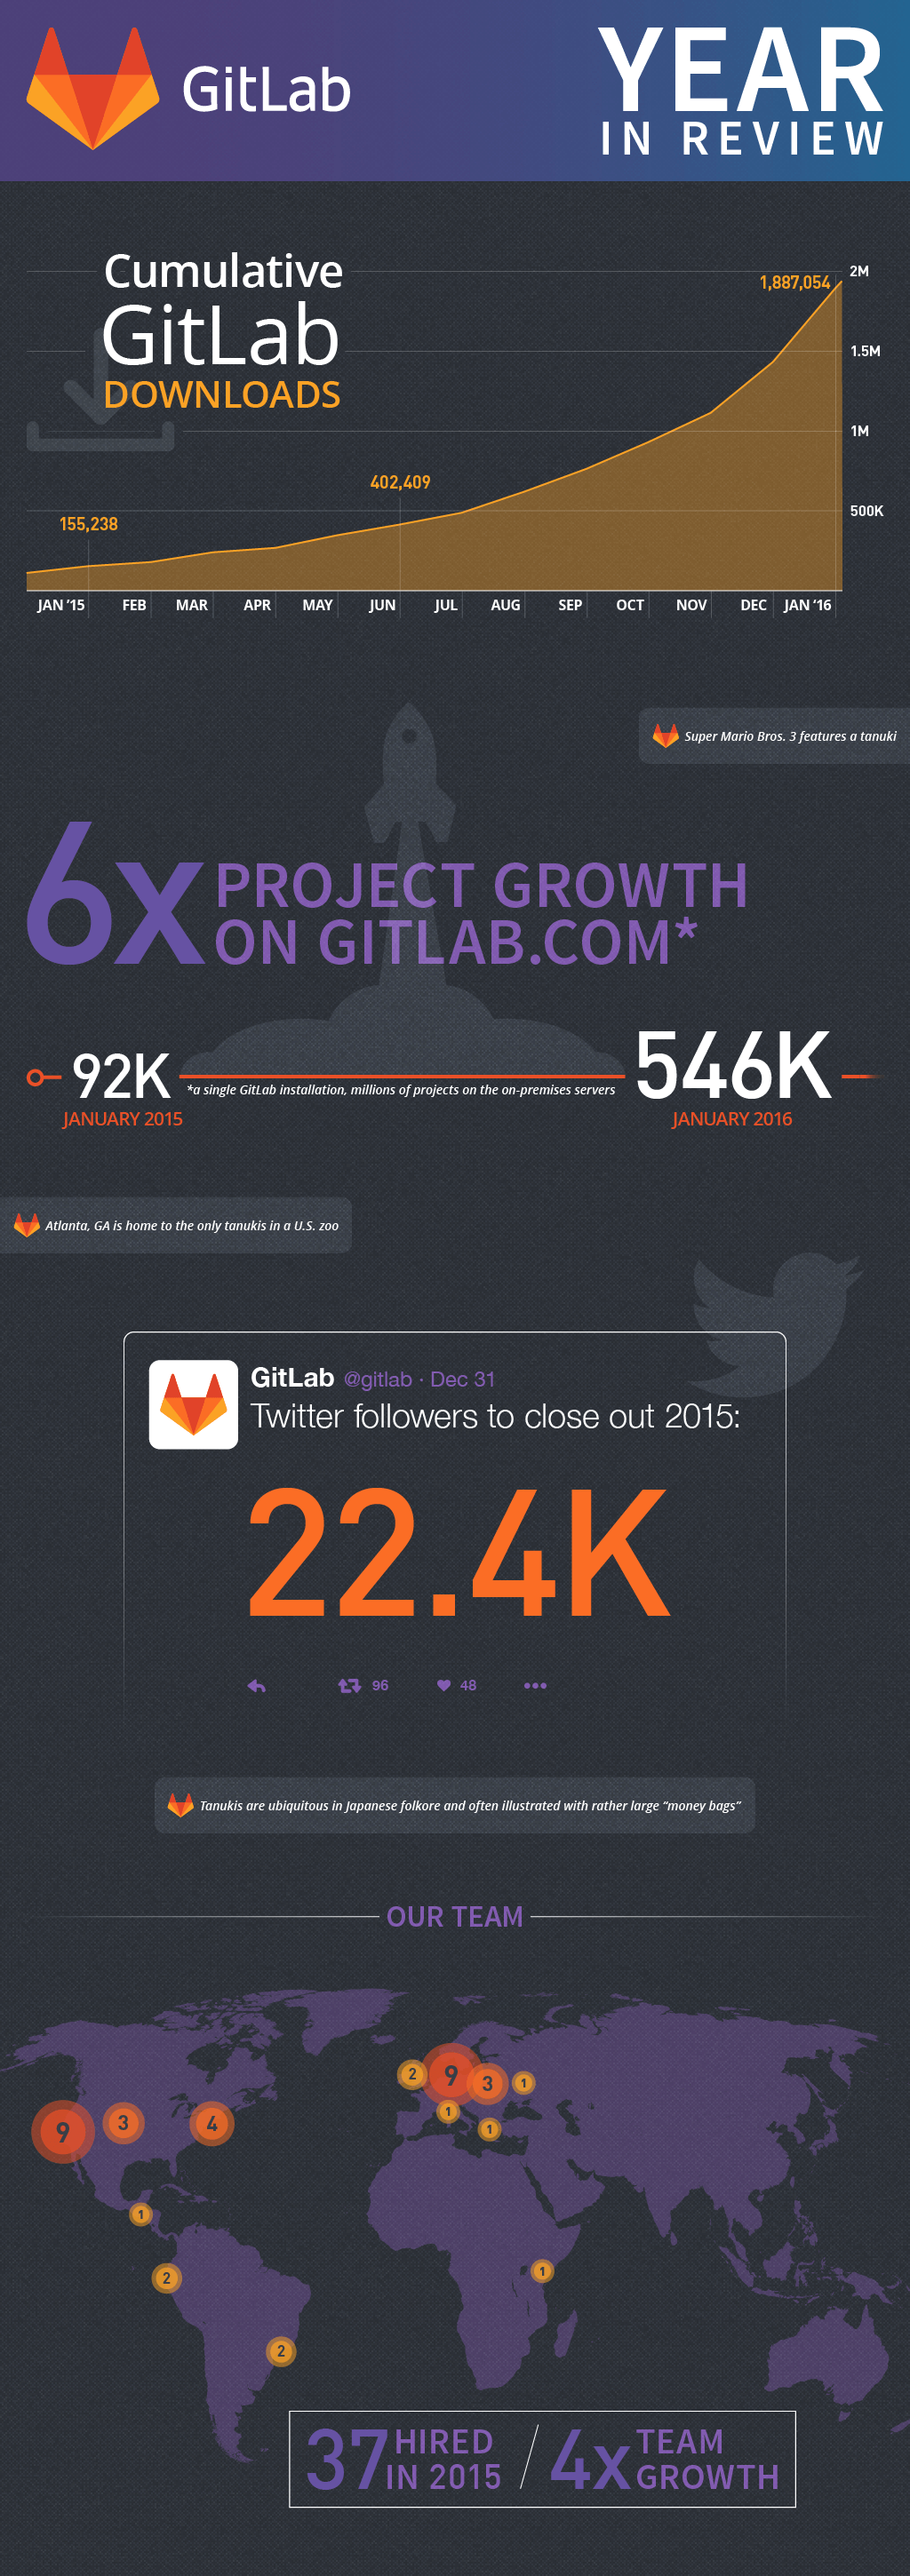 GitLab
YEAR
IN REVIEW
Cumulative
GitLab
DOWNLOADS
2M
1,887,054
1.5M
1M
402,409
500K
155,238
JAN '15 FEB MAR APR MAY JUN JUL AUG SEP OCT NOV DEC JAN '16
Super Mario Bros. 3 features a tanuki
6x PROJECT GROWTH
ON GITLAB.COM*
92K
JANUARY 2015
*a single GitLab installation, millions of projects on the on-premises servers
546K
JANUARY 2016
Atlanta, GA is home to the only tanukis in a U.S. zoo
GitLab @gitlab · Dec 31
Twitter followers to close out 2015:
22.4K
96 48
Tanukis are ubiquitous in Japanese folkore and often illustrated with rather large "money bags"
OUR TEAM
2 9 3 1
9 3 4 1 1
1
2 1
2
37 HIRED
IN 2015
4x TEAM
GROWTH